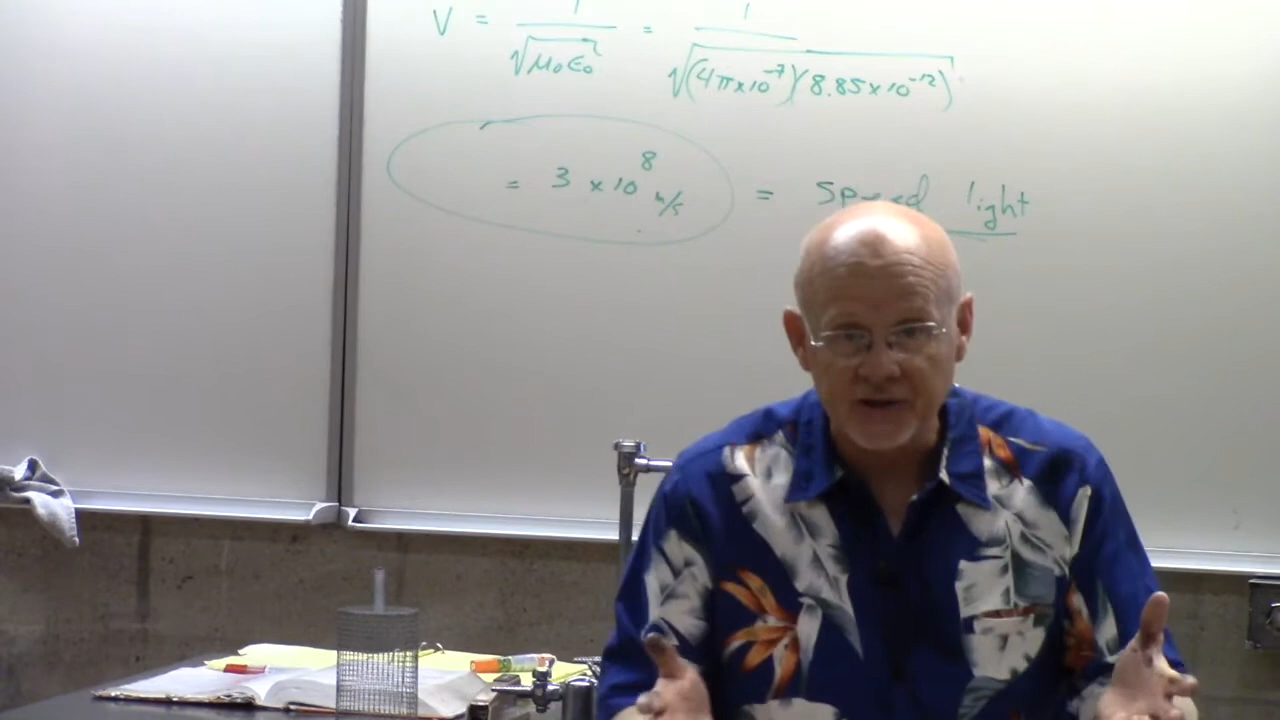 V = 1/√μ₀ε₀ = 1/√(4π×10⁻⁷)(8.85×10⁻¹²)
= 3 × 10⁸ m/s = speed light